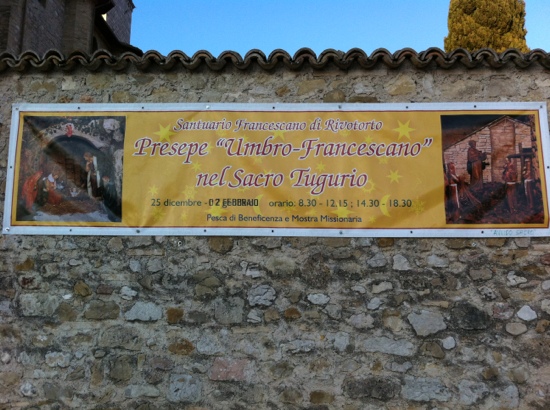 Santuario Francescano di Rivotorto
Presepe "Umbro-Francescano"
nel Sacro Tugurio
25 dicembre - 02 FEBBRAIO orario: 8.30 - 12,15 ; 14.30 - 18.30
Pesca di Beneficenza e Mostra Missionaria